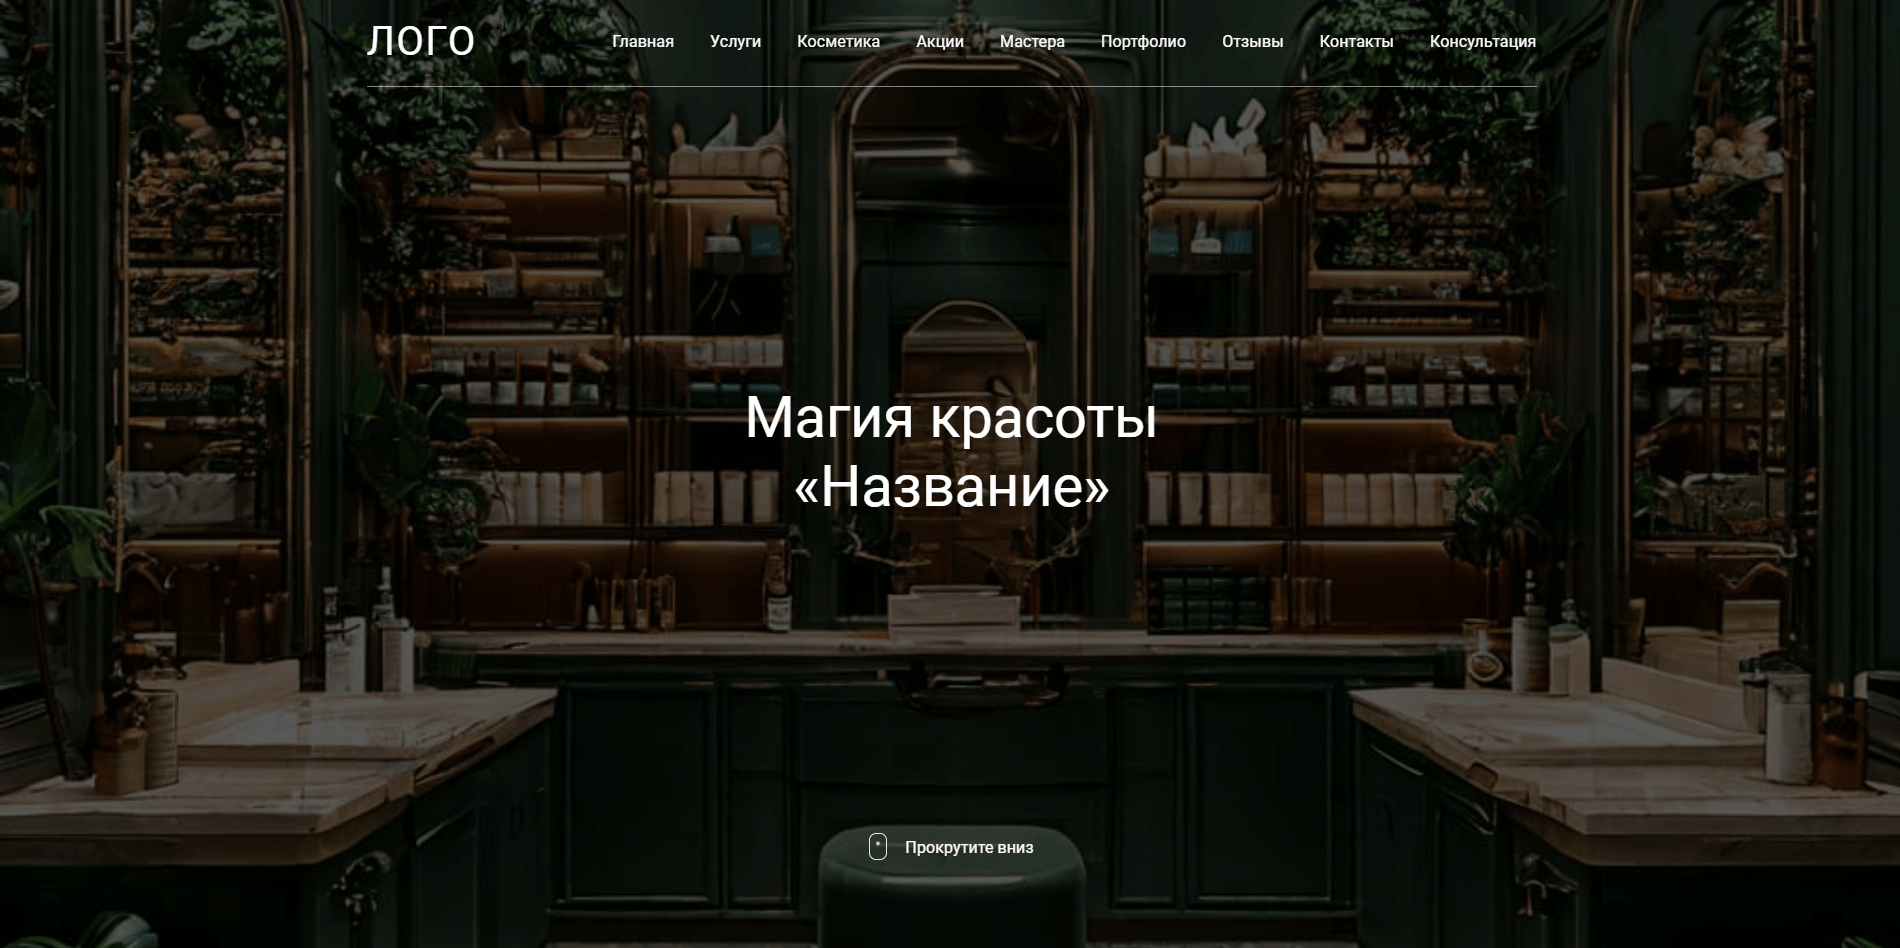 ЛОГО
Главная Услуги Косметика Акции Мастера Портфолио Отзывы Контакты Консультация
Магия красоты
«Название»
Прокрутите вниз